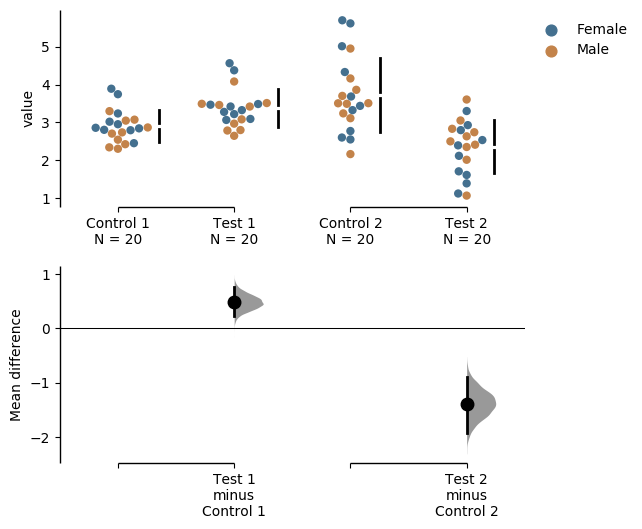 Female
Male
value
5
4
3
2
1
Control 1
N = 20
Test 1
N = 20
Control 2
N = 20
Test 2
N = 20
Mean difference
1
0
−1
−2
Test 1
minus
Control 1
Test 2
minus
Control 2